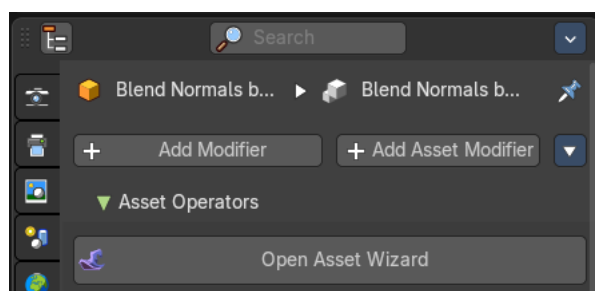 Search
Blend Normals b... Blend Normals b...
Add Modifier Add Asset Modifier
Asset Operators
Open Asset Wizard